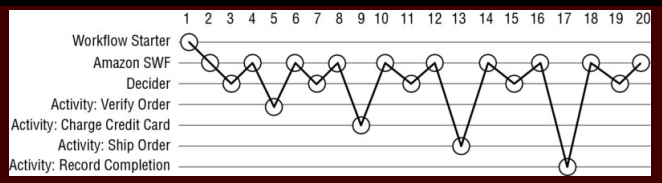 1 2 3 4 5 6 7 8 9 10 11 12 13 14 15 16 17 18 19 20
Workflow Starter
Amazon SWF
Decider
Activity: Verify Order
Activity: Charge Credit Card
Activity: Ship Order
Activity: Record Completion